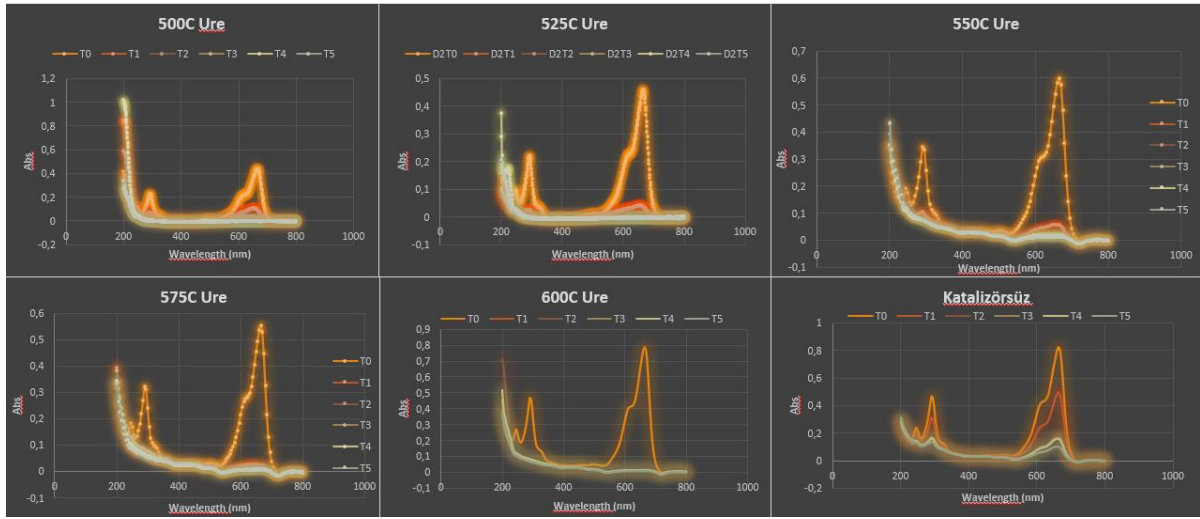 500C Ure
T0 T1 T2 T3 T4 T5
1,2
1
0,8
0,6
0,4
0,2
0
-0,2
0 200 400 600 800 1000
Abs
Wavelength (nm)
525C Ure
D2T0 D2T1 D2T2 D2T3 D2T4 D2T5
0,5
0,4
0,3
0,2
0,1
0
-0,1
0 200 400 600 800 1000
Abs
Wavelength (nm)
550C Ure
0,7
0,6
0,5
0,4
0,3
0,2
0,1
0
-0,1
0 200 400 600 800 1000
Abs
Wavelength (nm)
T0
T1
T2
T3
T4
T5
575C Ure
0,6
0,5
0,4
0,3
0,2
0,1
0
-0,1
0 200 400 600 800 1000
Abs
Wavelength (nm)
T0
T1
T2
T3
T4
T5
600C Ure
T0 T1 T2 T3 T4 T5
0,9
0,8
0,7
0,6
0,5
0,4
0,3
0,2
0,1
0
-0,1
0 200 400 600 800 1000
Abs
Wavelength (nm)
Katalizörsüz
T0 T1 T2 T3 T4 T5
1
0,8
0,6
0,4
0,2
0
-0,2
0 200 400 600 800 1000
Abs
Wavelength (nm)